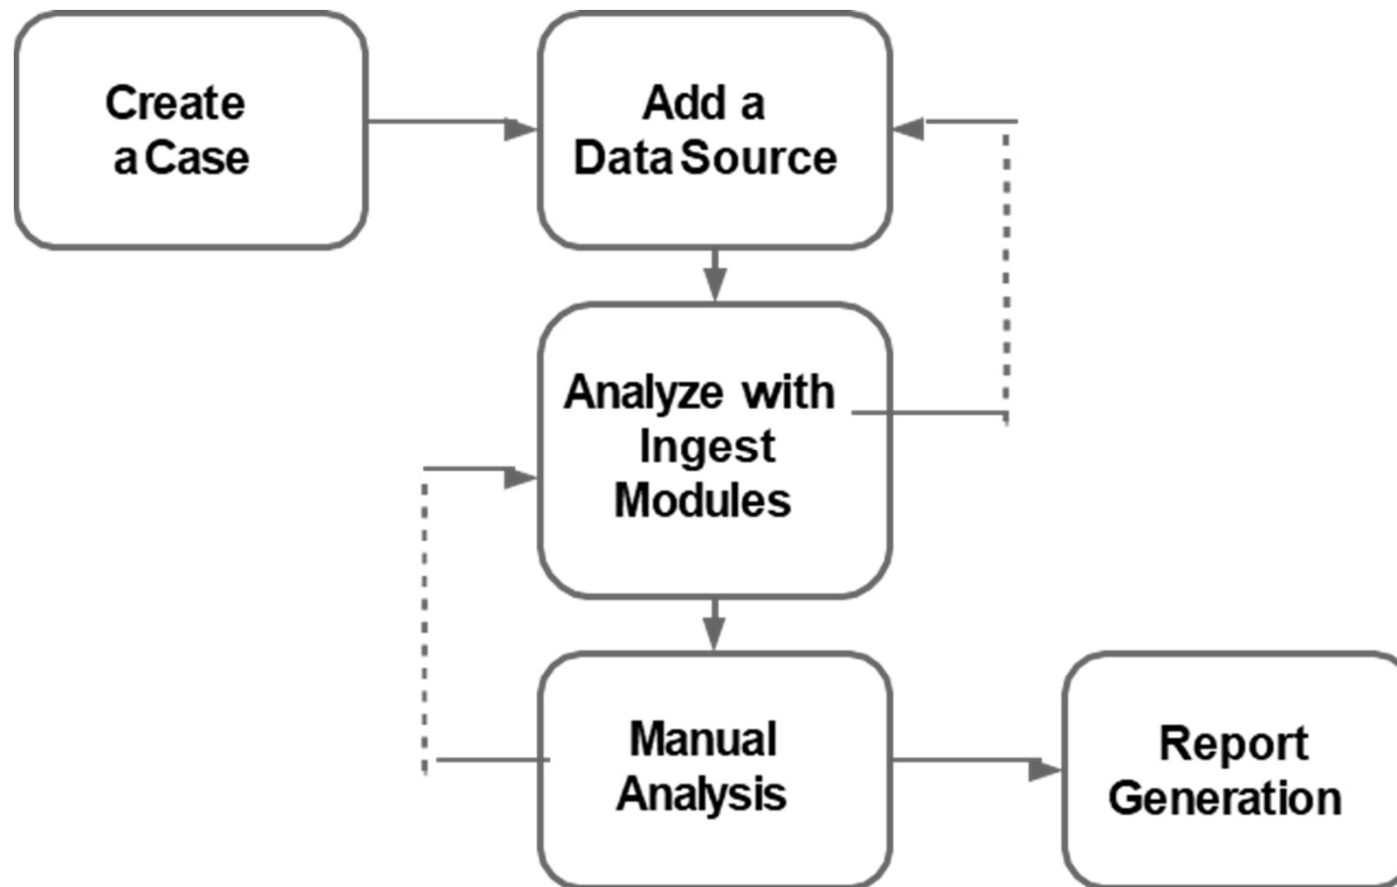 Create
a Case
Add a
Data Source
Analyze with
Ingest
Modules
Manual
Analysis
Report
Generation